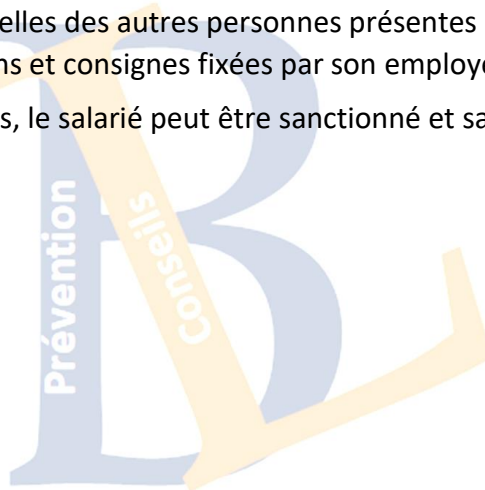 elles des autres personnes présentes
ns et consignes fixées par son employe
s, le salarié peut être sanctionné et sa
Prévention
Conseils
BL